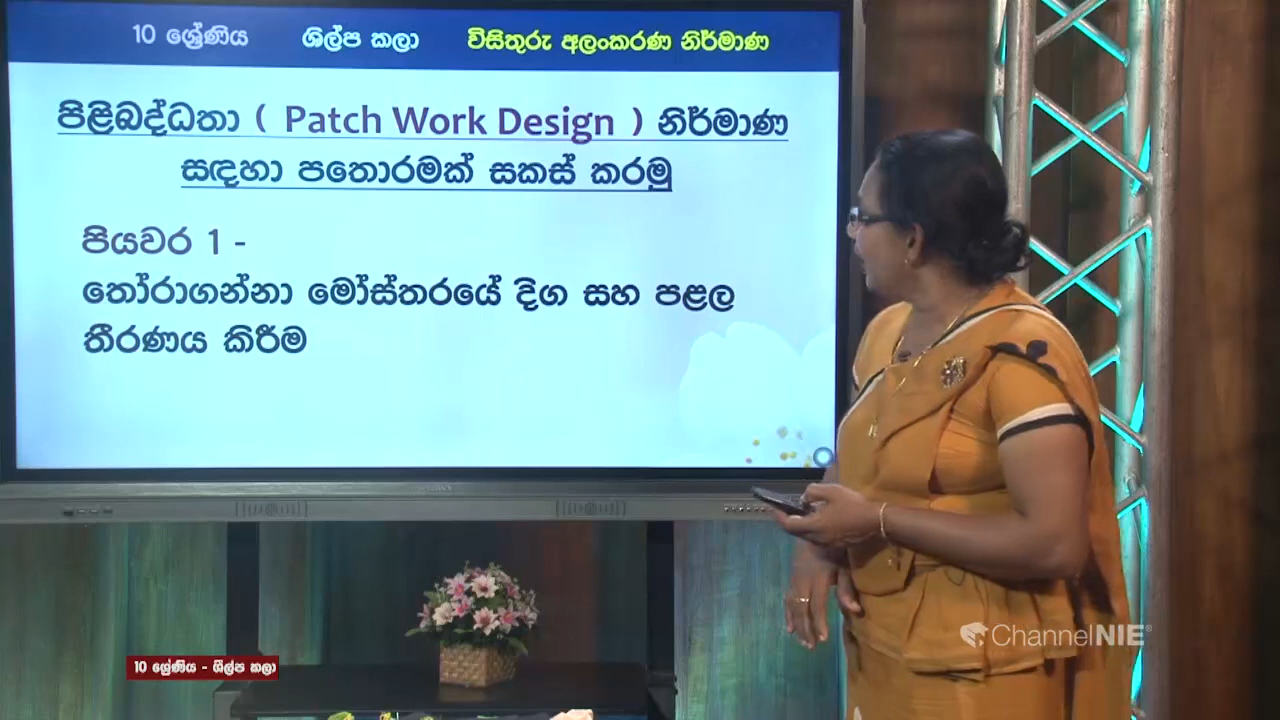 10 ශ්‍රේණිය ශිල්ප කලා විසිතුරු අලංකරණ නිර්මාණ
පිළිබද්ධතා ( Patch Work Design ) නිර්මාණ
සඳහා පතොරමක් සකස් කරමු
පියවර 1 -
තෝරාගන්නා මෝස්තරයේ දිග සහ පළල
තීරණය කිරීම
ChannelNIE
10 ශ්‍රේණිය - ශිල්ප කලා